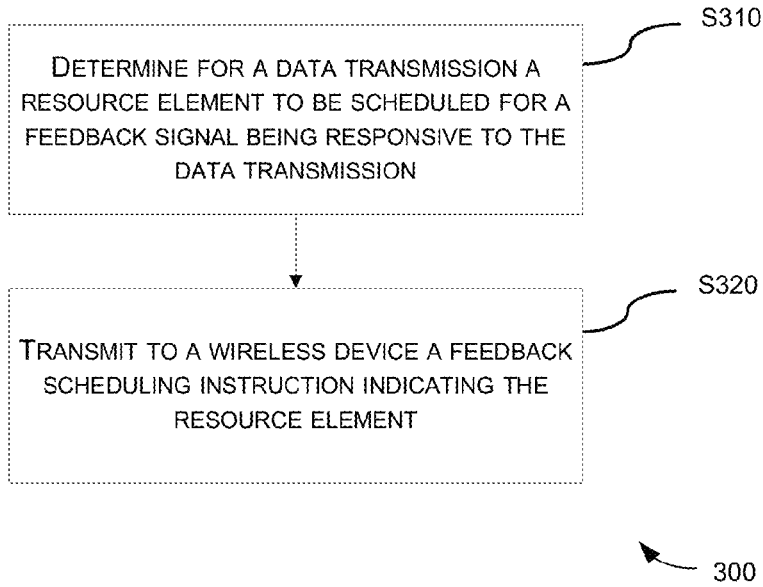 S310
DETERMINE FOR A DATA TRANSMISSION A
RESOURCE ELEMENT TO BE SCHEDULED FOR A
FEEDBACK SIGNAL BEING RESPONSIVE TO THE
DATA TRANSMISSION
S320
TRANSMIT TO A WIRELESS DEVICE A FEEDBACK
SCHEDULING INSTRUCTION INDICATING THE
RESOURCE ELEMENT
300